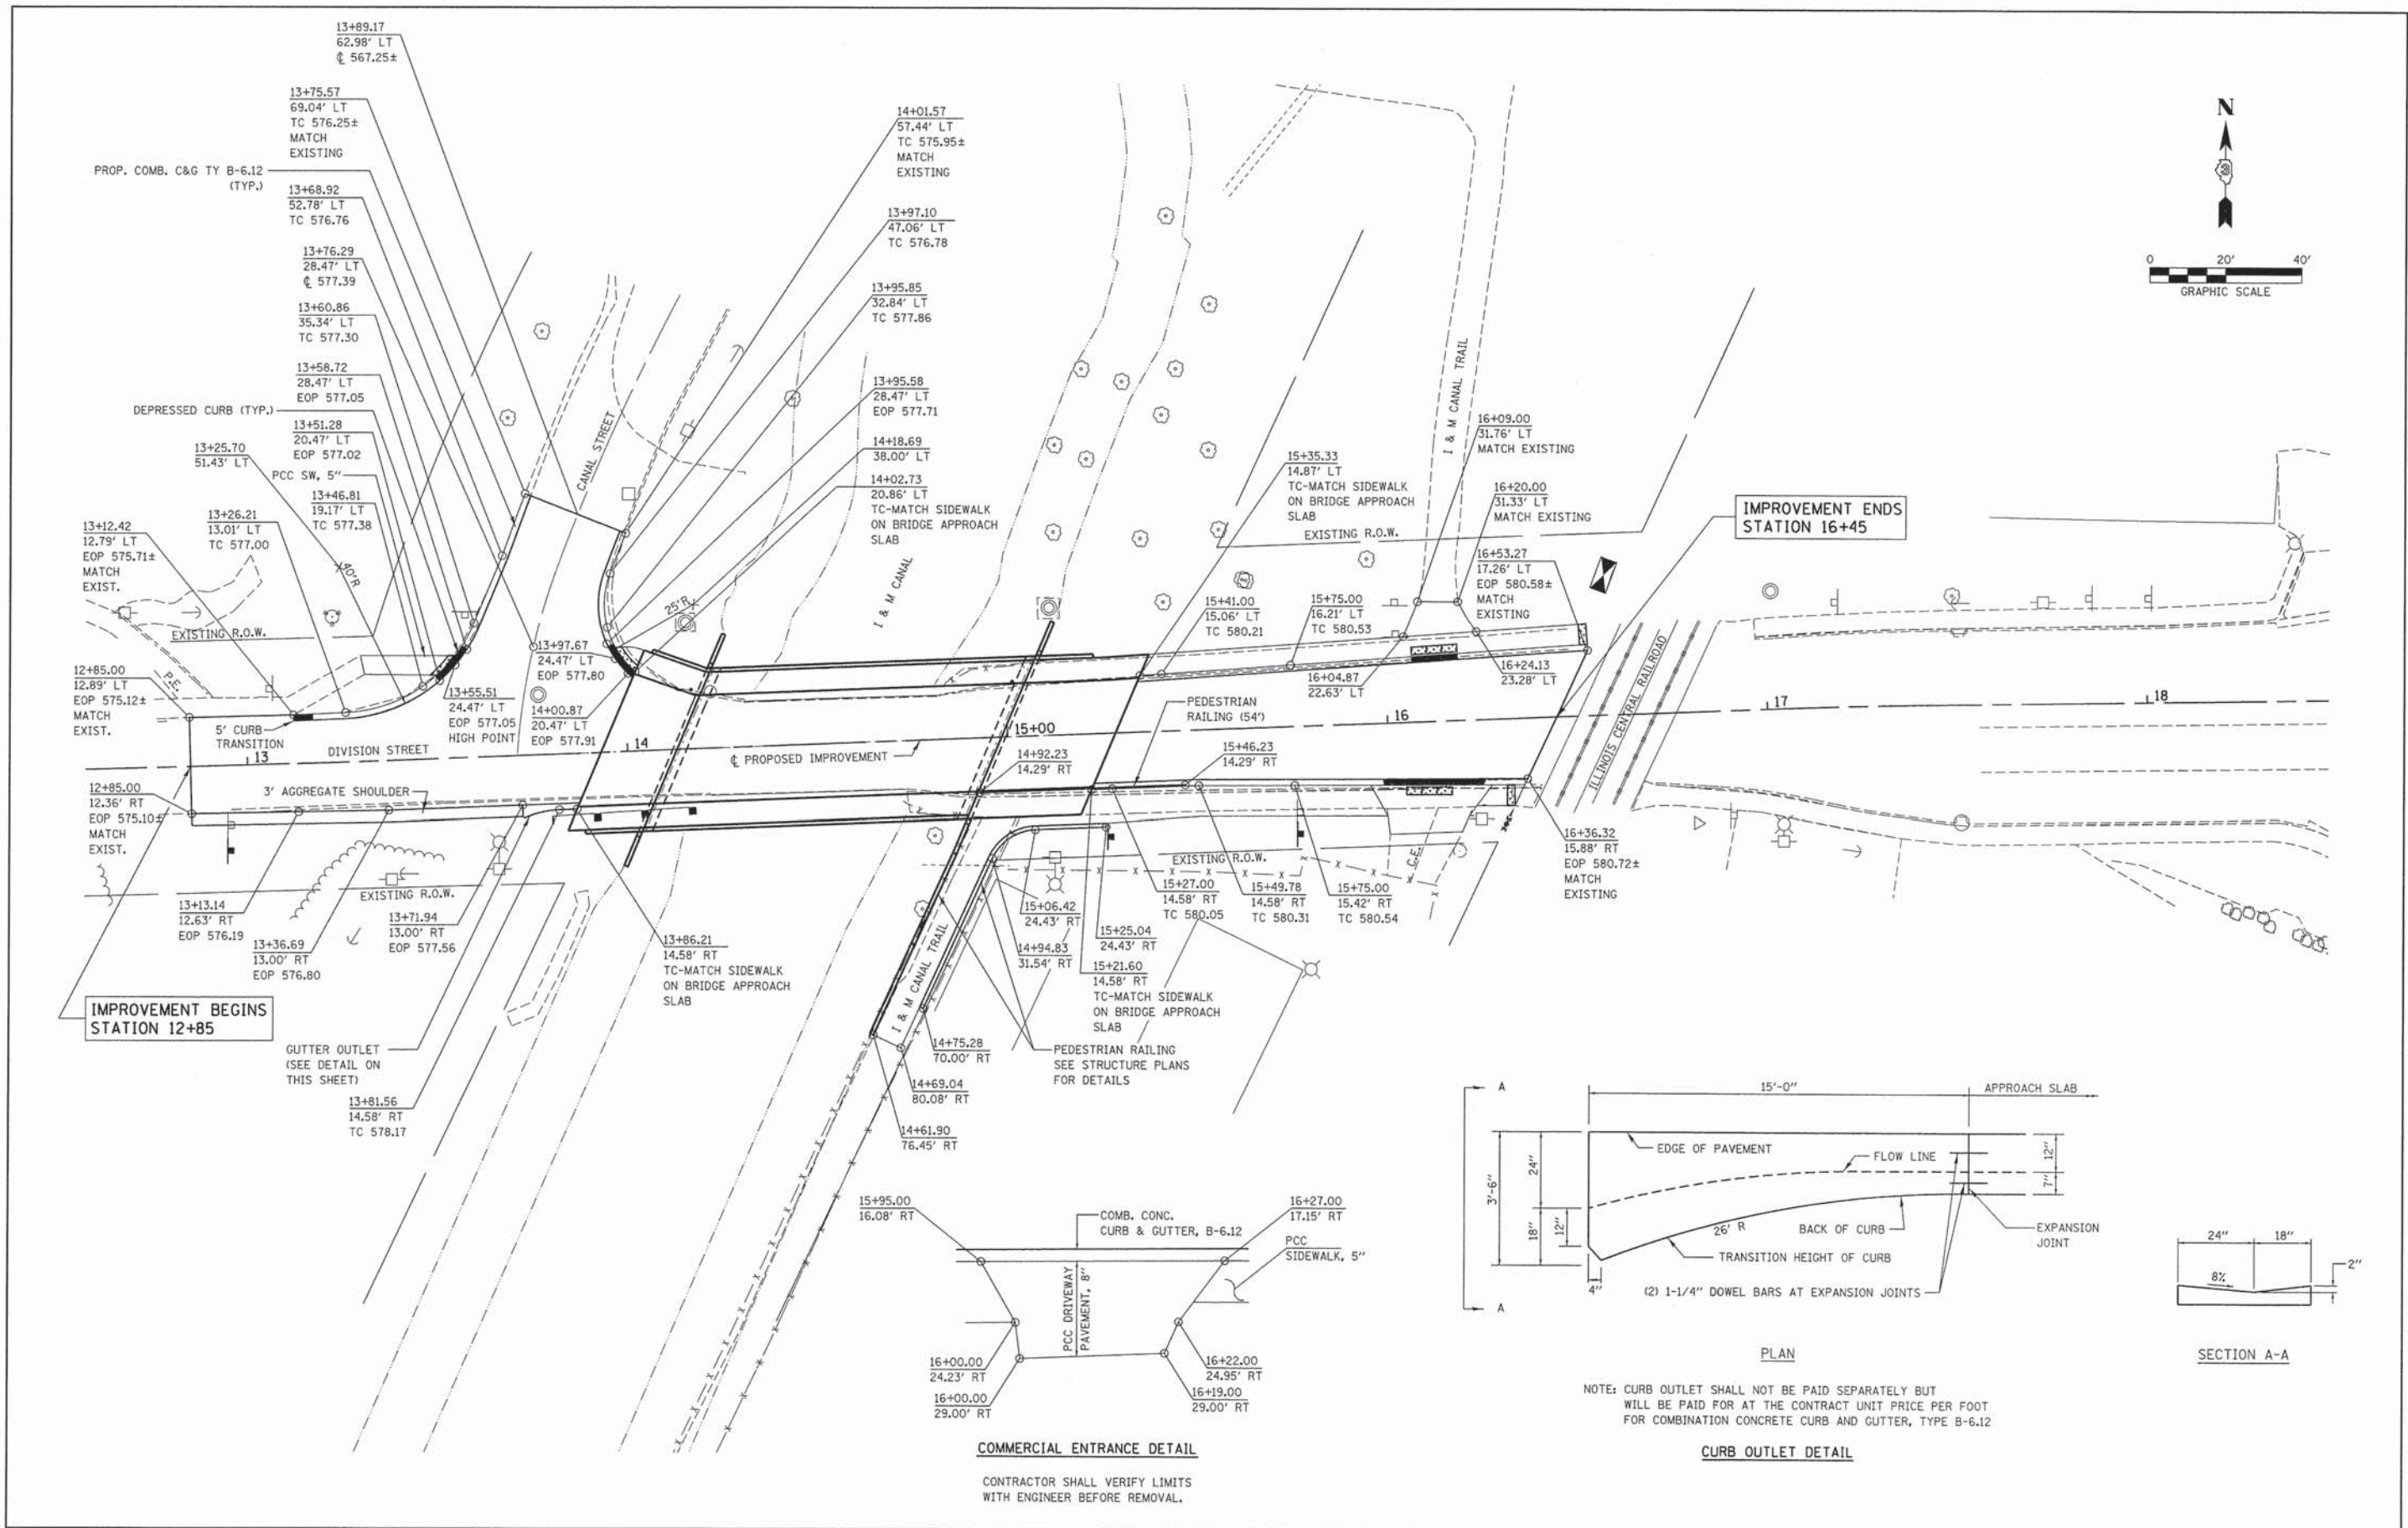 13+89.17
62.98' LT
℄ 567.25±
13+75.57
69.04' LT
TC 576.25±
MATCH
EXISTING
PROP. COMB. C&G TY B-6.12
(TYP.)
13+68.92
52.78' LT
TC 576.76
13+76.29
28.47' LT
℄ 577.39
13+60.86
35.34' LT
TC 577.30
13+58.72
28.47' LT
EOP 577.05
DEPRESSED CURB (TYP.)
13+51.28
20.47' LT
EOP 577.02
13+25.70
51.43' LT
PCC SW, 5"
13+46.81
19.17' LT
TC 577.38
13+26.21
13.01' LT
TC 577.00
13+12.42
12.79' LT
EOP 575.71±
MATCH
EXIST.
40'R
EXISTING R.O.W.
12+85.00
12.89' LT
EOP 575.12±
MATCH
EXIST.
P.E.
5' CURB
TRANSITION
13+55.51
24.47' LT
EOP 577.05
HIGH POINT
13+97.67
24.47' LT
EOP 577.80
14+00.87
20.47' LT
EOP 577.91
CANAL STREET
25'R
14+01.57
57.44' LT
TC 575.95±
MATCH
EXISTING
13+97.10
47.06' LT
TC 576.78
13+95.85
32.84' LT
TC 577.86
13+95.58
28.47' LT
EOP 577.71
14+18.69
38.00' LT
14+02.73
20.86' LT
TC-MATCH SIDEWALK
ON BRIDGE APPROACH
SLAB
I & M CANAL
I & M CANAL TRAIL
15+35.33
14.87' LT
TC-MATCH SIDEWALK
ON BRIDGE APPROACH
SLAB
EXISTING R.O.W.
16+09.00
31.76' LT
MATCH EXISTING
16+20.00
31.33' LT
MATCH EXISTING
16+53.27
17.26' LT
EOP 580.58±
MATCH
EXISTING
15+41.00
15.06' LT
TC 580.21
15+75.00
16.21' LT
TC 580.53
16+04.87
22.63' LT
16+24.13
23.28' LT
IMPROVEMENT ENDS
STATION 16+45
N
0 20' 40'
GRAPHIC SCALE
ILLINOIS CENTRAL RAILROAD
13
DIVISION STREET
14
℄ PROPOSED IMPROVEMENT
15+00
16
17
18
PEDESTRIAN
RAILING (54')
14+92.23
14.29' RT
15+46.23
14.29' RT
3' AGGREGATE SHOULDER
12+85.00
12.36' RT
EOP 575.10±
MATCH
EXIST.
EXISTING R.O.W.
13+13.14
12.63' RT
EOP 576.19
13+36.69
13.00' RT
EOP 576.80
13+71.94
13.00' RT
EOP 577.56
13+86.21
14.58' RT
TC-MATCH SIDEWALK
ON BRIDGE APPROACH
SLAB
IMPROVEMENT BEGINS
STATION 12+85
GUTTER OUTLET
(SEE DETAIL ON
THIS SHEET)
13+81.56
14.58' RT
TC 578.17
I & M CANAL TRAIL
EXISTING R.O.W.
C.E.
15+06.42
24.43' RT
14+94.83
31.54' RT
15+25.04
24.43' RT
15+21.60
14.58' RT
TC-MATCH SIDEWALK
ON BRIDGE APPROACH
SLAB
15+27.00
14.58' RT
TC 580.05
15+49.78
14.58' RT
TC 580.31
15+75.00
15.42' RT
TC 580.54
16+36.32
15.88' RT
EOP 580.72±
MATCH
EXISTING
14+75.28
70.00' RT
PEDESTRIAN RAILING
SEE STRUCTURE PLANS
FOR DETAILS
14+69.04
80.08' RT
14+61.90
76.45' RT
15+95.00
16.08' RT
COMB. CONC.
CURB & GUTTER, B-6.12
16+27.00
17.15' RT
PCC
SIDEWALK, 5"
PCC DRIVEWAY
PAVEMENT, 8"
16+00.00
24.23' RT
16+00.00
29.00' RT
16+22.00
24.95' RT
16+19.00
29.00' RT
COMMERCIAL ENTRANCE DETAIL
CONTRACTOR SHALL VERIFY LIMITS
WITH ENGINEER BEFORE REMOVAL.
A
15'-0"
APPROACH SLAB
EDGE OF PAVEMENT
FLOW LINE
3'-6"
24"
18"
12"
12"
7"
26' R
BACK OF CURB
EXPANSION
JOINT
TRANSITION HEIGHT OF CURB
4"
(2) 1-1/4" DOWEL BARS AT EXPANSION JOINTS
A
PLAN
24" 18"
8%
2"
SECTION A-A
NOTE: CURB OUTLET SHALL NOT BE PAID SEPARATELY BUT
WILL BE PAID FOR AT THE CONTRACT UNIT PRICE PER FOOT
FOR COMBINATION CONCRETE CURB AND GUTTER, TYPE B-6.12
CURB OUTLET DETAIL